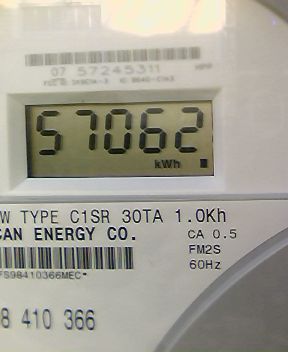 07 57245311
57062
kWh
W TYPE C1SR 30TA 1.0Kh
CAN ENERGY CO.
CA 0.5
FM2S
60Hz
FS98410366MEC*
8 410 366